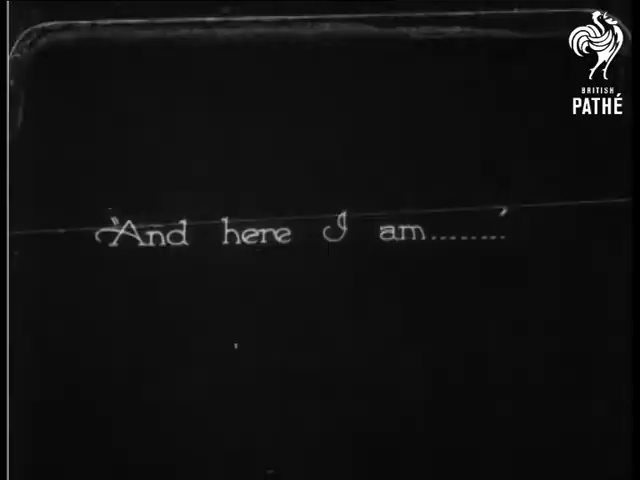 BRITISH
PATHÉ
"And here I am........'